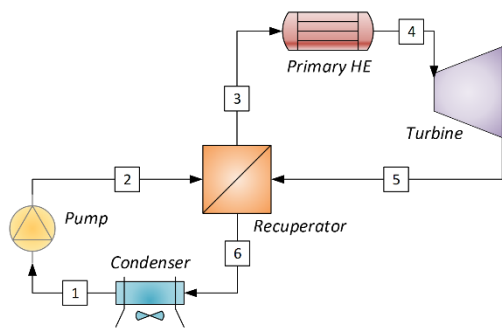 4
Primary HE
3
Turbine
2
5
Pump
Recuperator
6
Condenser
1